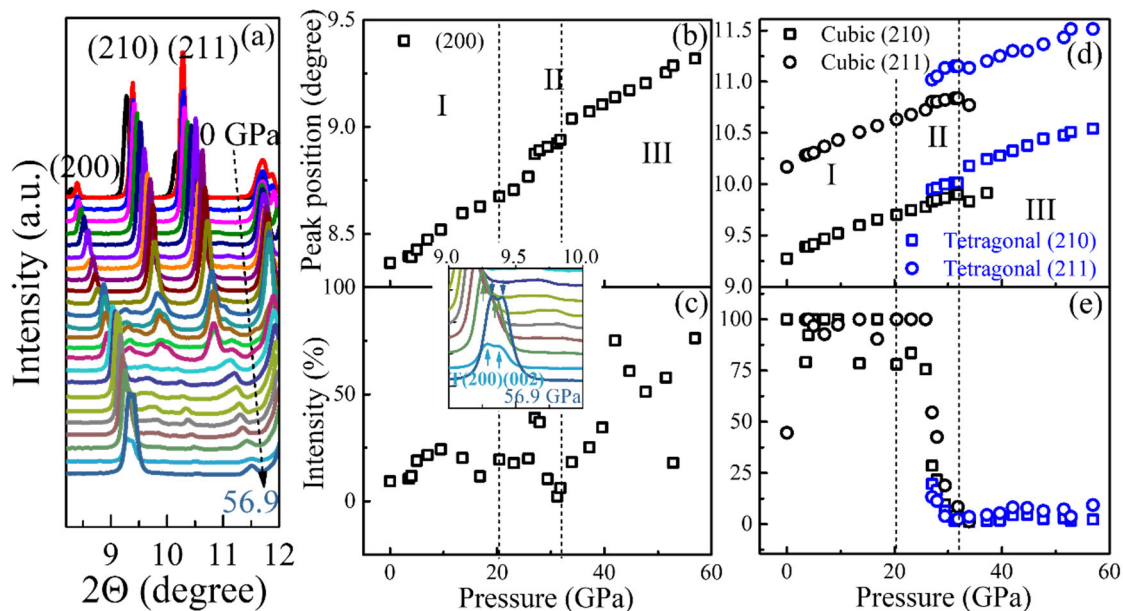 (a)
(210) (211)
0 GPa
(200)
56.9
9 10 11 12
2Θ (degree)
Intensity (a.u.)
(b)
(200)
I
II
III
9.5
9.0
8.5
Peak position (degree)
9.0 9.5 10.0
T(200)(002)
56.9 GPa
(c)
100
50
0
Intensity (%)
0 20 40 60
Pressure (GPa)
(d)
Cubic (210)
Cubic (211)
I
II
III
Tetragonal (210)
Tetragonal (211)
11.5
11.0
10.5
10.0
9.5
9.0
(e)
100
75
50
25
0
0 20 40 60
Pressure (GPa)